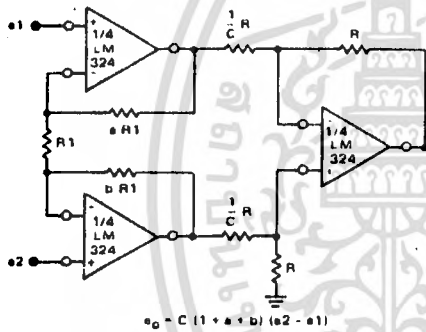 e1
+
1/4
LM
324
-
1/C R
R
a R1
R1
b R1
-
1/4
LM
324
+
-
1/4
LM
324
+
1/C R
R
e2
e0 = C (1 + a + b) (e2 - e1)